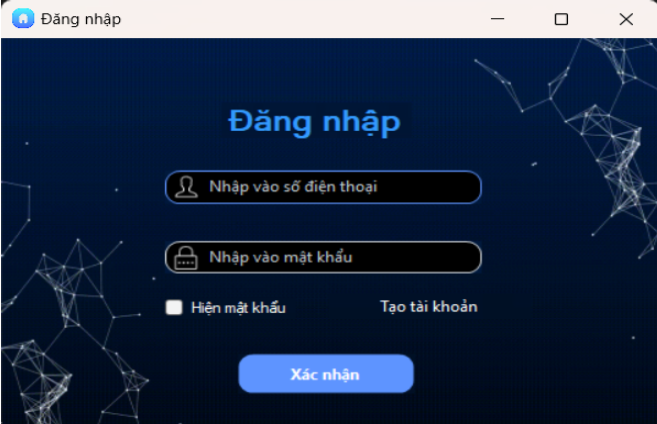 Đăng nhập
Đăng nhập
Nhập vào số điện thoại
Nhập vào mật khẩu
Hiện mật khẩu
Tạo tài khoản
Xác nhận